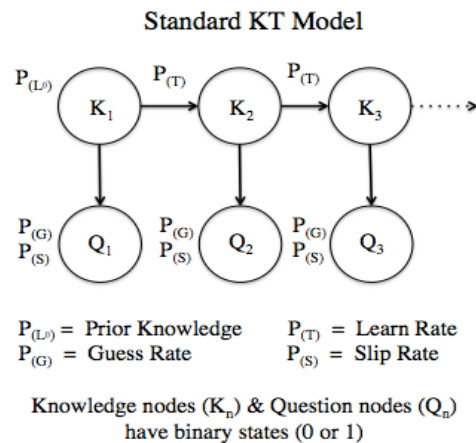 Standard KT Model
P(L⁰) P(T) P(T)
K₁ K₂ K₃
P(G) P(G) P(G)
P(S) Q₁ P(S) Q₂ P(S) Q₃
P(L⁰) = Prior Knowledge P(T) = Learn Rate
P(G) = Guess Rate P(S) = Slip Rate
Knowledge nodes (Kₙ) & Question nodes (Qₙ)
have binary states (0 or 1)